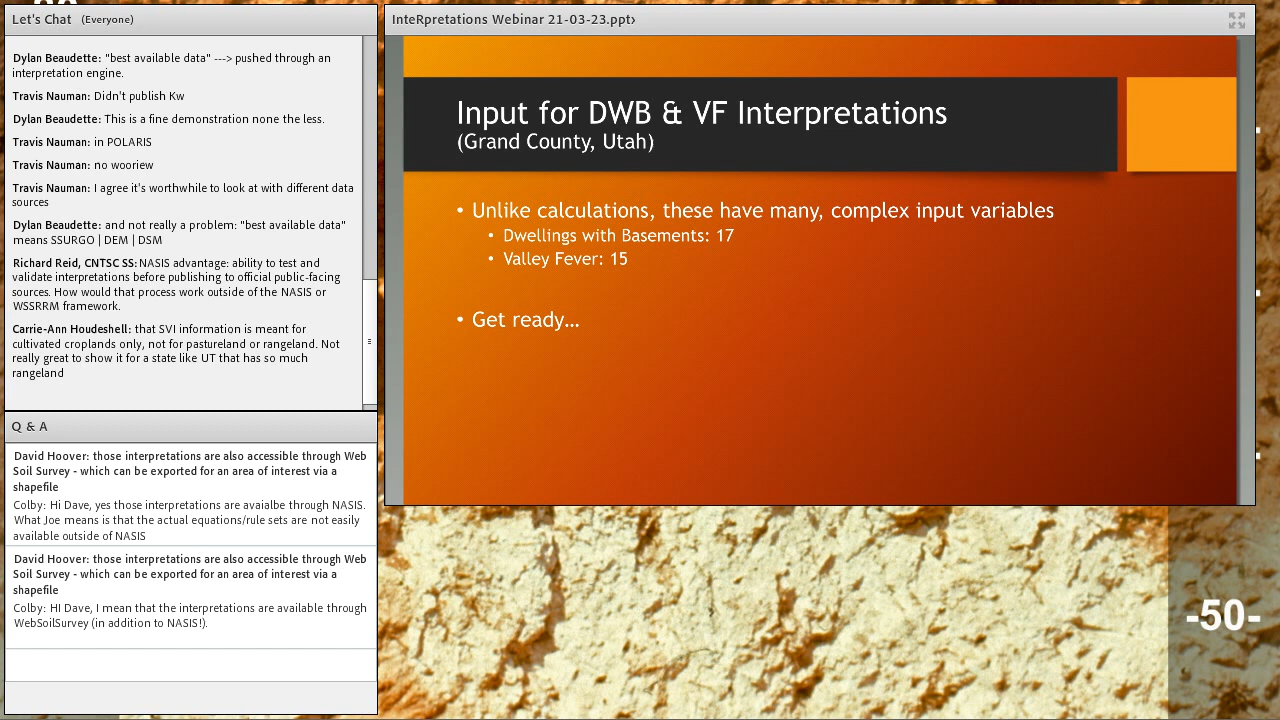 Let's Chat (Everyone)
Dylan Beaudette: "best available data" ---> pushed through an
interpretation engine.
Travis Nauman: Didn't publish Kw
Dylan Beaudette: This is a fine demonstration none the less.
Travis Nauman: in POLARIS
Travis Nauman: no wooriew
Travis Nauman: I agree it's worthwhile to look at with different data
sources
Dylan Beaudette: and not really a problem: "best available data"
means SSURGO | DEM | DSM
Richard Reid, CNTSC SS: NASIS advantage: ability to test and
validate interpretations before publishing to official public-facing
sources. How would that process work outside of the NASIS or
WSSRRM framework.
Carrie-Ann Houdeshell: that SVI information is meant for
cultivated croplands only, not for pastureland or rangeland. Not
really great to show it for a state like UT that has so much
rangeland
Q & A
David Hoover: those interpretations are also accessible through Web
Soil Survey - which can be exported for an area of interest via a
shapefile
Colby: Hi Dave, yes those interpretations are avaialbe through NASIS.
What Joe means is that the actual equations/rule sets are not easily
available outside of NASIS
David Hoover: those interpretations are also accessible through Web
Soil Survey - which can be exported for an area of interest via a
shapefile
Colby: HI Dave, I mean that the interpretations are available through
WebSoilSurvey (in addition to NASIS!).
InteRpretations Webinar 21-03-23.ppt›
Input for DWB & VF Interpretations
(Grand County, Utah)
• Unlike calculations, these have many, complex input variables
• Dwellings with Basements: 17
• Valley Fever: 15
• Get ready…
-50-